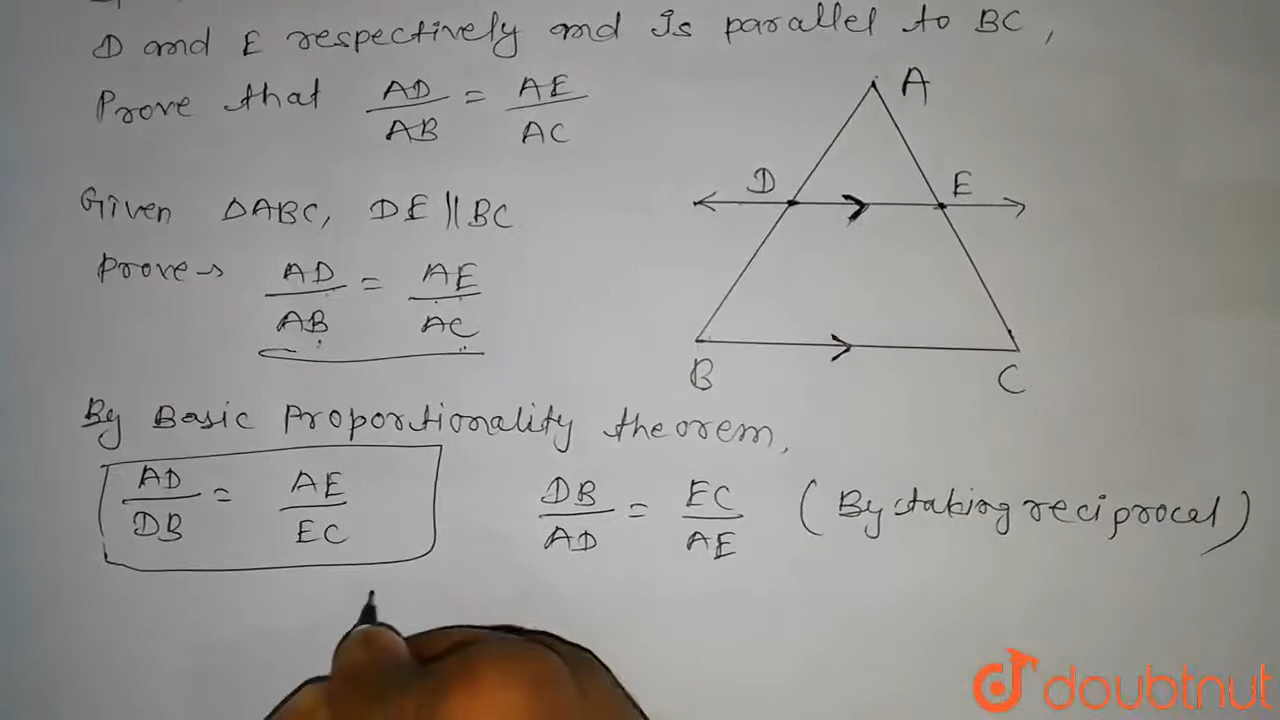 D and E respectively and Is parallel to BC,
Prove that AD/AB = AE/AC
A
D
E
Given ΔABC, DE || BC
Prove → AD/AB = AE/AC
B
C
By Basic Proportionality theorem,
AD/DB = AE/EC DB/AD = EC/AE (By taking reciprocal)
doubtnut